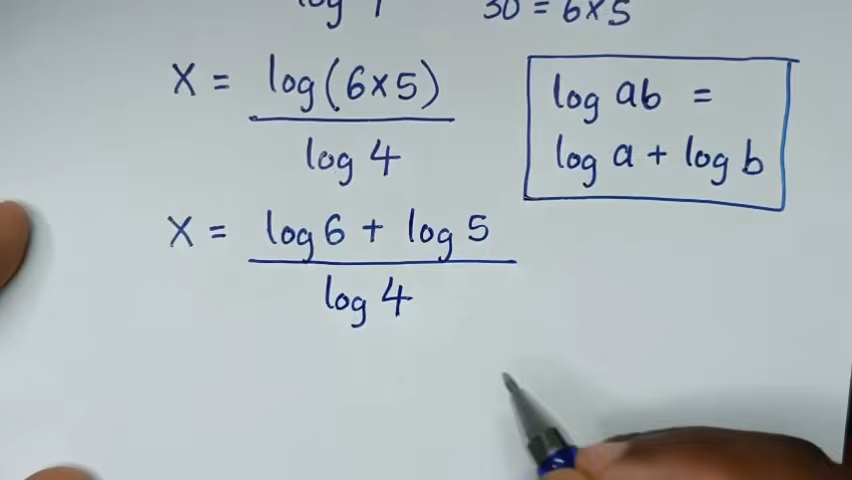 30 = 6×5
X = log(6×5)
log 4
log ab =
log a + log b
X = log 6 + log 5
log 4